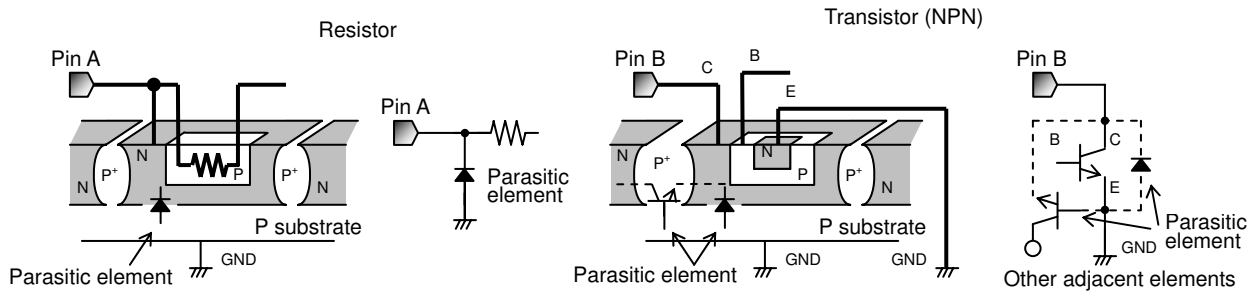 Resistor
Transistor (NPN)
Pin A
Pin B
C
B
E
Pin B
Pin A
N
P+
N
P
P+
N
Parasitic
element
P substrate
GND
Parasitic element
N
P+
N
N
P
P+
N
P substrate
GND
GND
Parasitic element
B
C
E
Parasitic
element
GND
Other adjacent elements